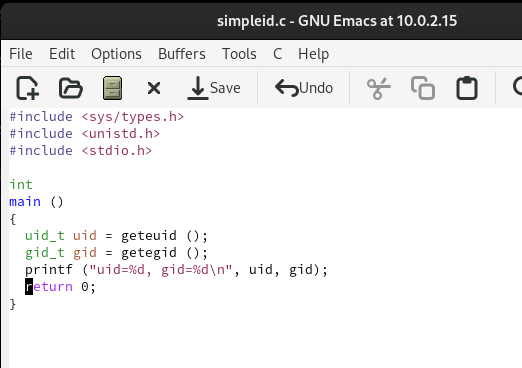 simpleid.c - GNU Emacs at 10.0.2.15
File Edit Options Buffers Tools C Help
Save Undo
#include <sys/types.h>
#include <unistd.h>
#include <stdio.h>
int
main ()
{
  uid_t uid = geteuid ();
  gid_t gid = getegid ();
  printf ("uid=%d, gid=%d\n", uid, gid);
  return 0;
}